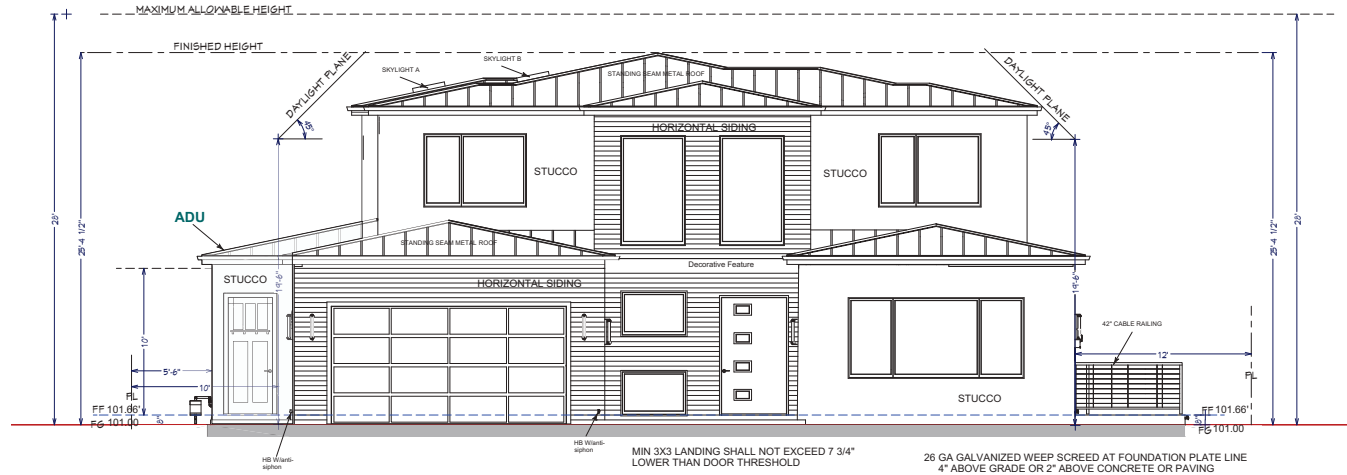 MAXIMUM ALLOWABLE HEIGHT
FINISHED HEIGHT
DAYLIGHT PLANE
45°
SKYLIGHT A
SKYLIGHT B
STANDING SEAM METAL ROOF
DAYLIGHT PLANE
45°
HORIZONTAL SIDING
STUCCO
STUCCO
28'
25'-4 1/2"
25'-4 1/2"
28'
ADU
STANDING SEAM METAL ROOF
Decorative Feature
STUCCO
19'-6"
HORIZONTAL SIDING
19'-6"
42" CABLE RAILING
10'
5'-6"
10'
12'
PL
PL
STUCCO
FF 101.66'
FG 101.00
8"
FF 101.66'
FG 101.00
8"
HB W/anti-
siphon
HB W/anti-
siphon
MIN 3X3 LANDING SHALL NOT EXCEED 7 3/4"
LOWER THAN DOOR THRESHOLD
26 GA GALVANIZED WEEP SCREED AT FOUNDATION PLATE LINE
4" ABOVE GRADE OR 2" ABOVE CONCRETE OR PAVING